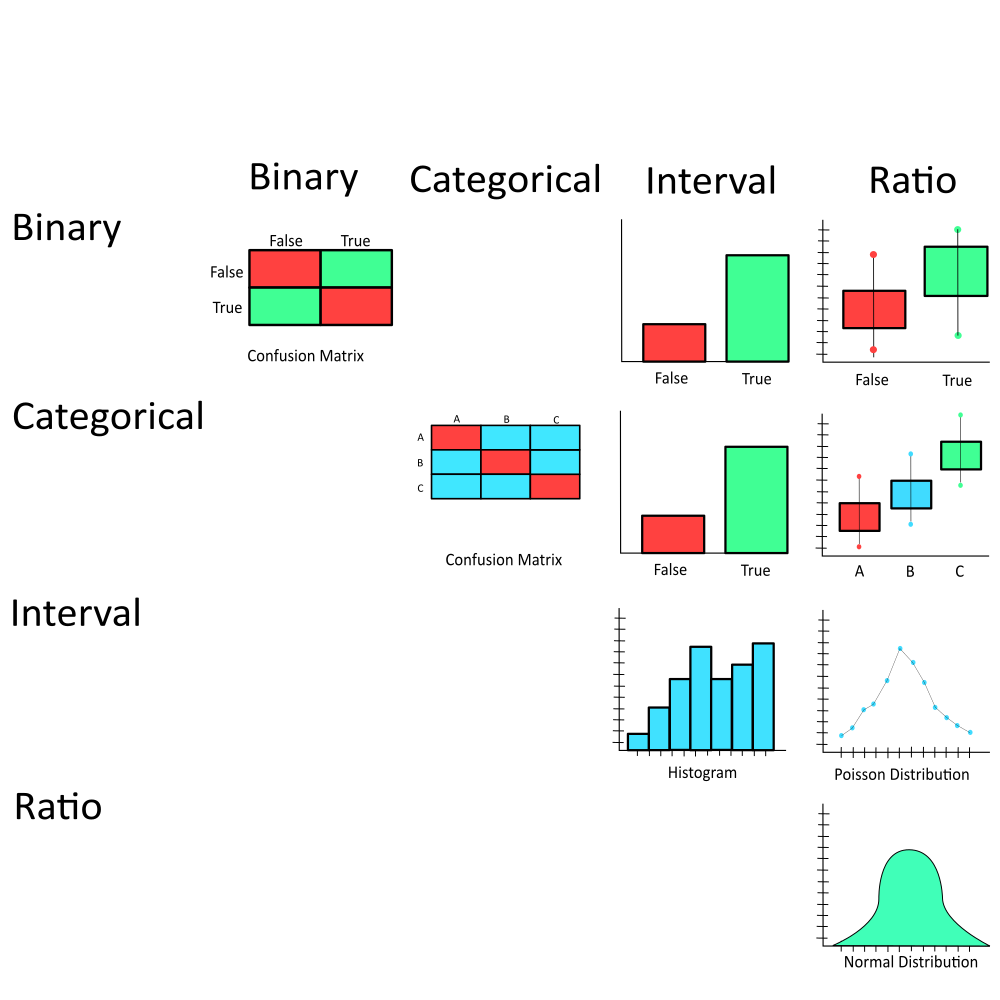 Binary Categorical Interval Ratio
Binary
False True
False
True
Confusion Matrix
False True
False True
Categorical
A B C
A
B
C
Confusion Matrix
False True
A B C
Interval
Histogram
Poisson Distribution
Ratio
Normal Distribution